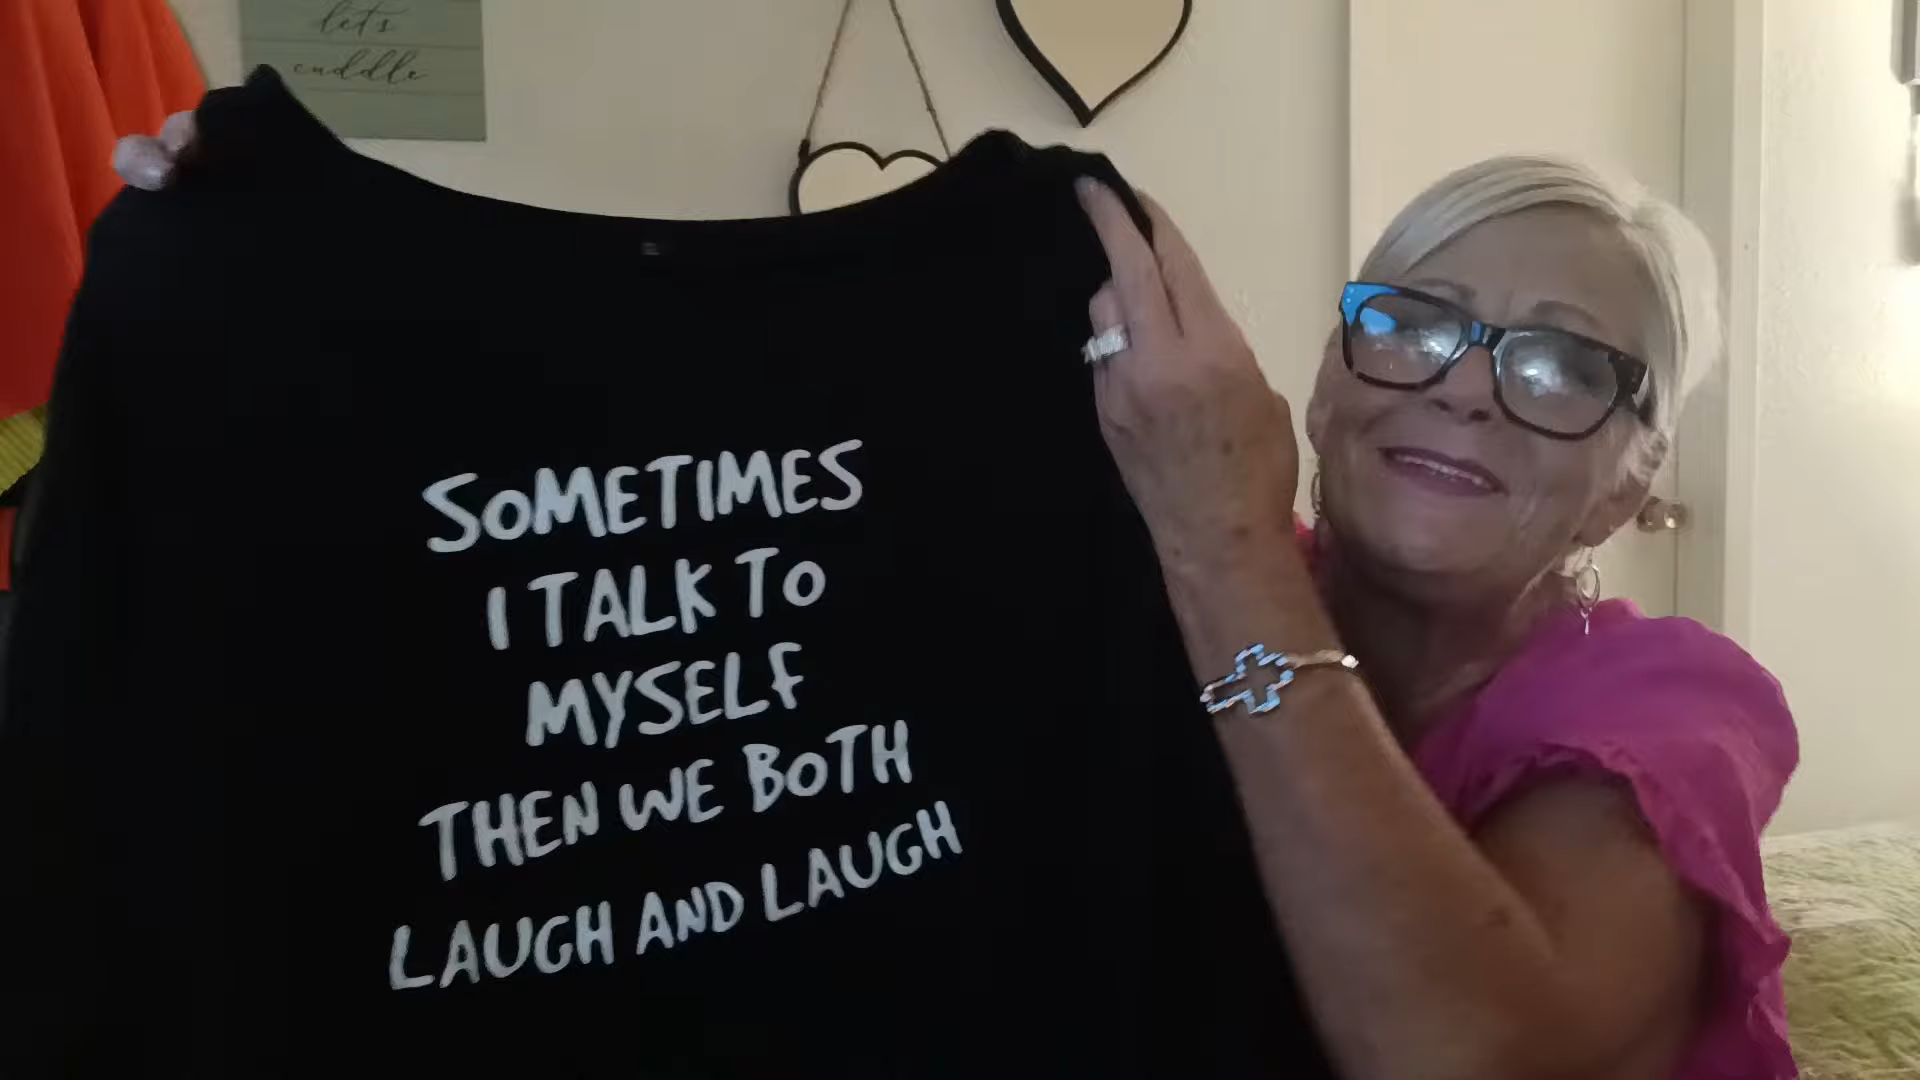 let's
cuddle
SOMETIMES
I TALK TO
MYSELF
THEN WE BOTH
LAUGH AND LAUGH